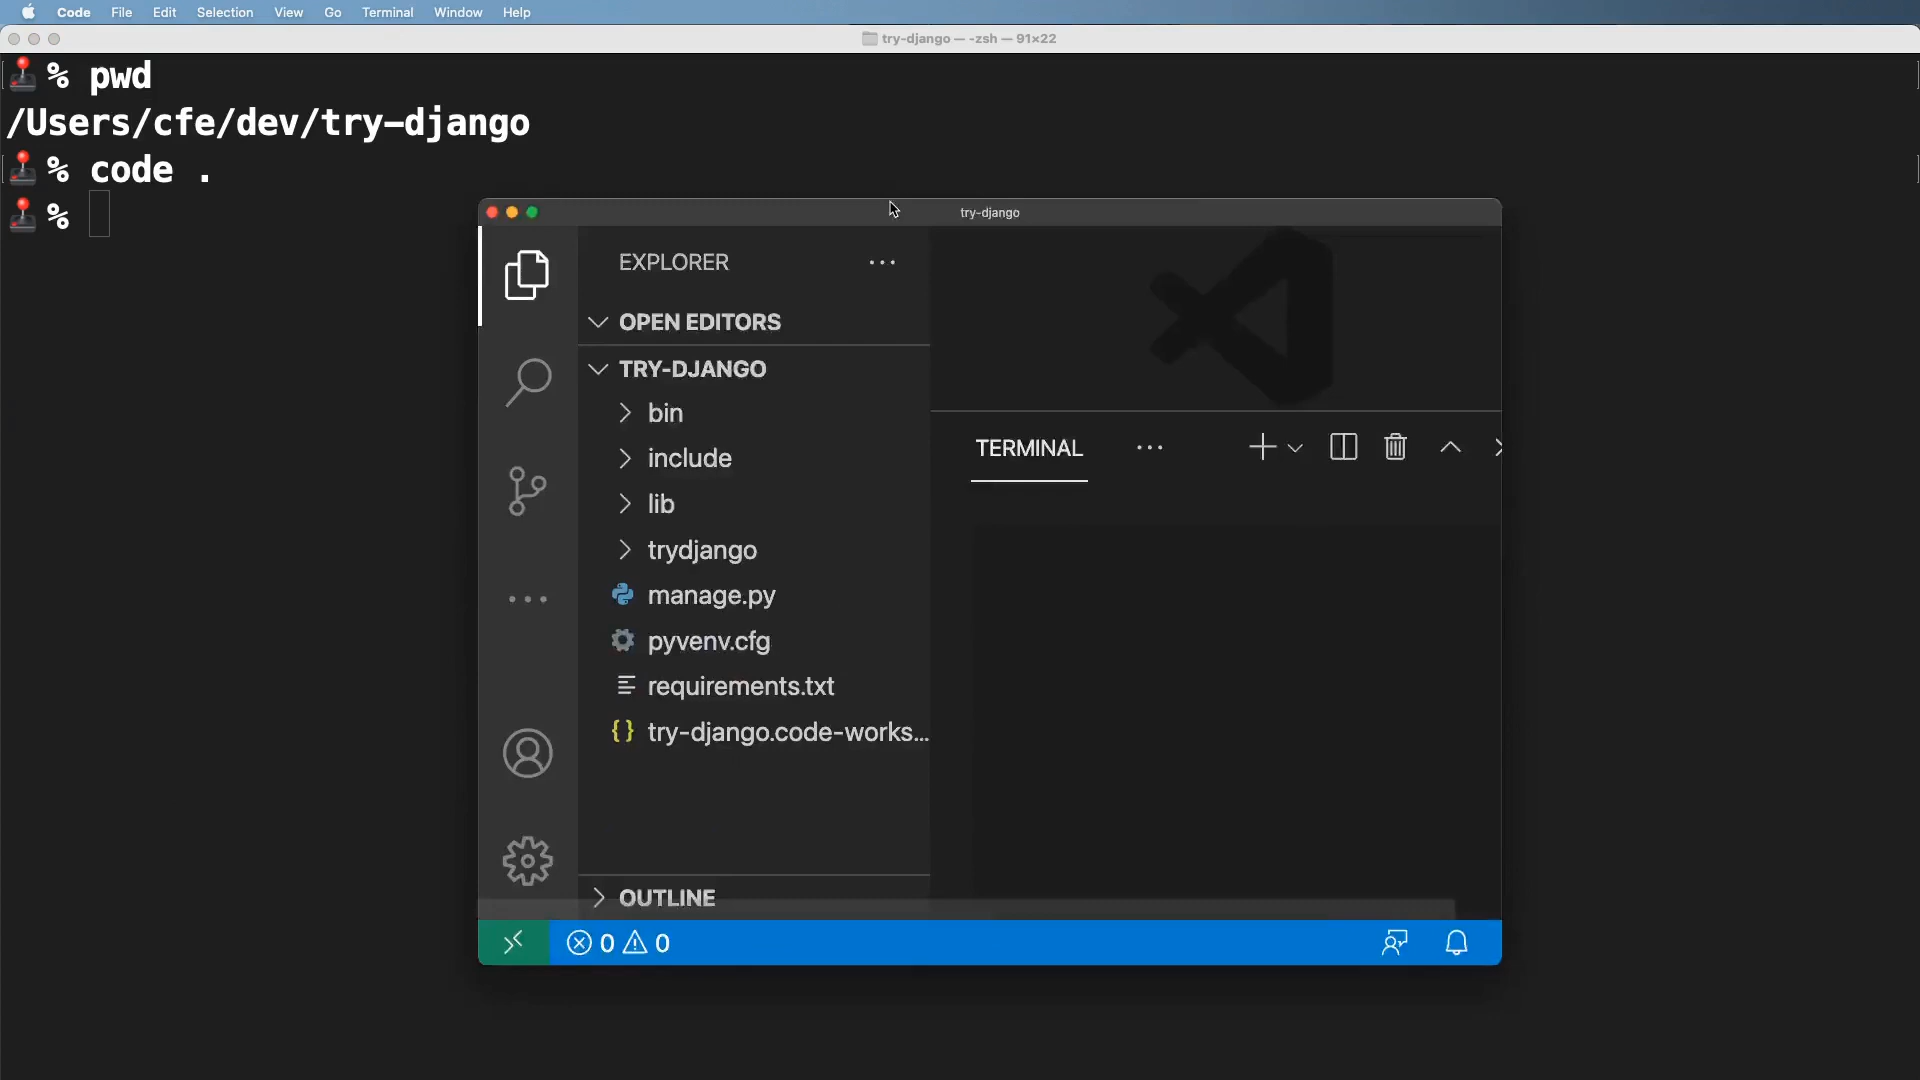 Code File Edit Selection View Go Terminal Window Help
try-django — -zsh — 91×22
% pwd
/Users/cfe/dev/try-django
% code .
%
try-django
EXPLORER
OPEN EDITORS
TRY-DJANGO
bin
include
lib
trydjango
manage.py
pyvenv.cfg
requirements.txt
try-django.code-works...
OUTLINE
TERMINAL
0 0